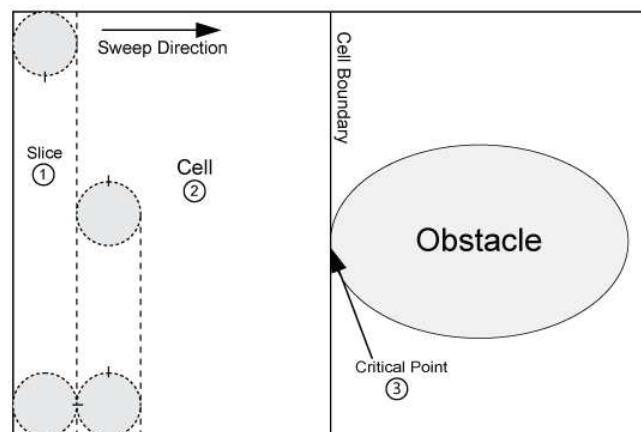 Sweep Direction
Cell Boundary
Slice
1
Cell
2
Obstacle
Critical Point
3